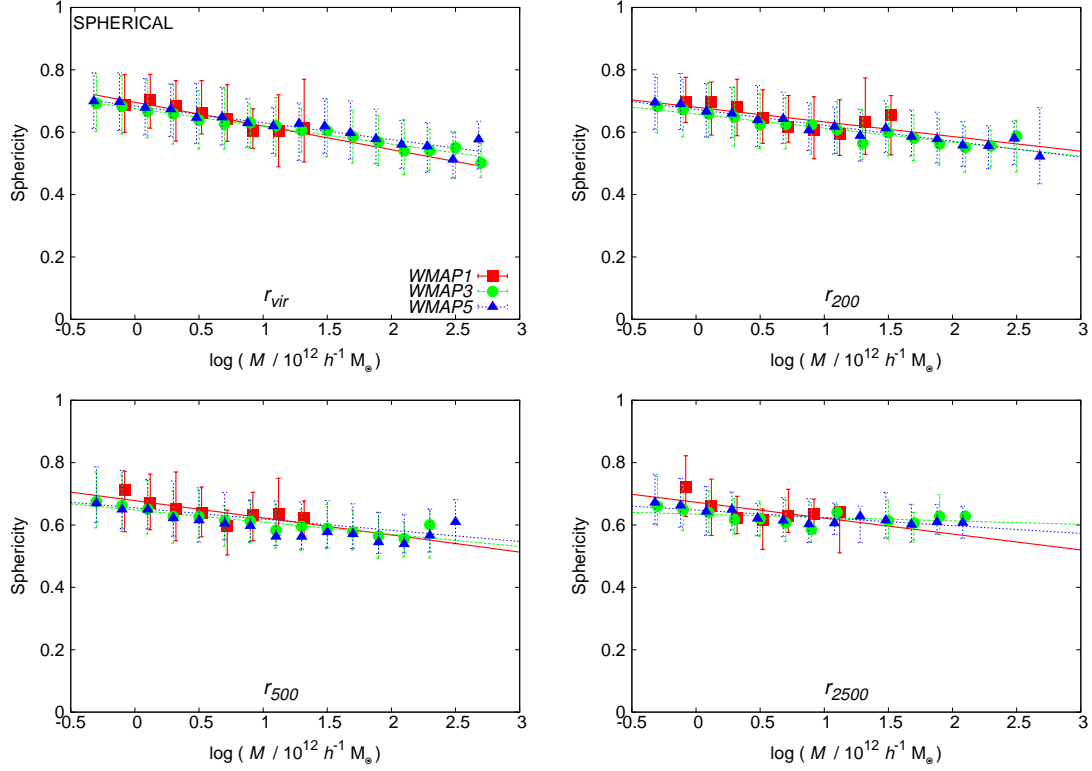 SPHERICAL
1
0.8
0.6
0.4
0.2
0
Sphericity
-0.5 0 0.5 1 1.5 2 2.5 3
log ( M / 10^12 h^-1 M_⊙ )
r_vir
WMAP1
WMAP3
WMAP5
1
0.8
0.6
0.4
0.2
0
Sphericity
-0.5 0 0.5 1 1.5 2 2.5 3
log ( M / 10^12 h^-1 M_⊙ )
r_200
1
0.8
0.6
0.4
0.2
0
Sphericity
-0.5 0 0.5 1 1.5 2 2.5 3
log ( M / 10^12 h^-1 M_⊙ )
r_500
1
0.8
0.6
0.4
0.2
0
Sphericity
-0.5 0 0.5 1 1.5 2 2.5 3
log ( M / 10^12 h^-1 M_⊙ )
r_2500